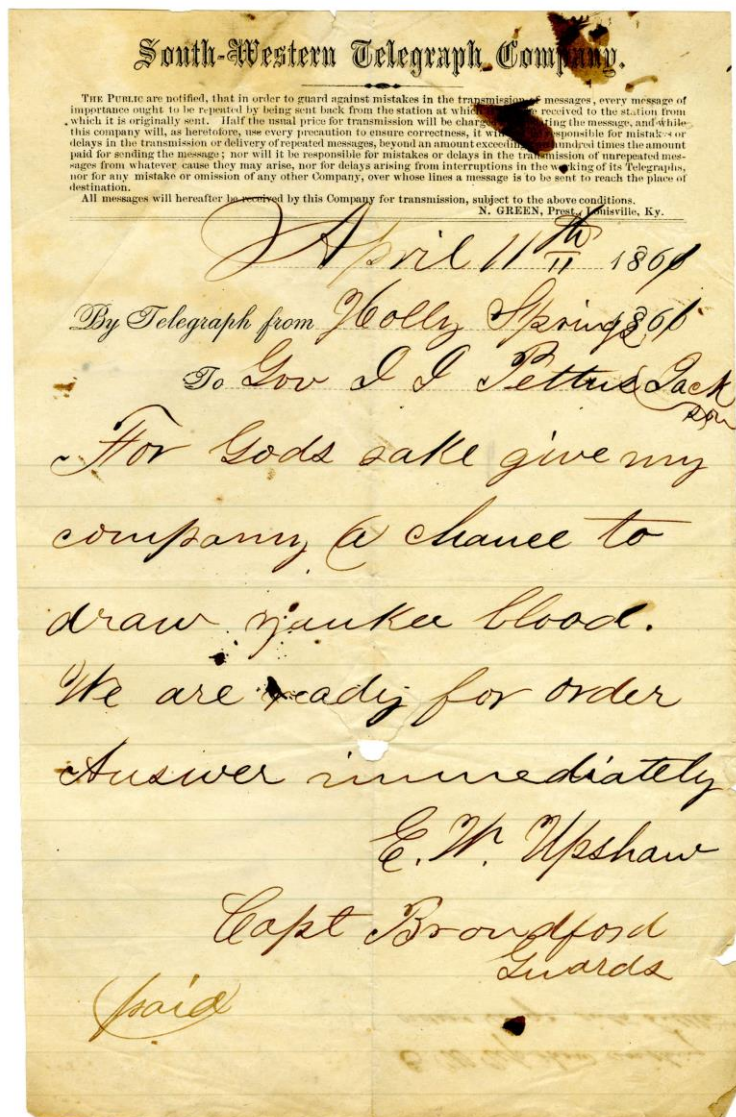 South-Western Telegraph Company.
THE PUBLIC are notified, that in order to guard against mistakes in the transmission of messages, every message of
importance ought to be repeated by being sent back from the station at which received to the station from
which it is originally sent. Half the usual price for transmission will be charged ting the message, and while
this company will, as heretofore, use every precaution to ensure correctness, it will responsible for mistakes or
delays in the transmission or delivery of repeated messages, beyond an amount exceeding hundred times the amount
paid for sending the message; nor will it be responsible for mistakes or delays in the transmission of unrepeated mes-
sages from whatever cause they may arise, nor for delays arising from interruptions in the working of its Telegraphs,
nor for any mistake or omission of any other Company, over whose lines a message is to be sent to reach the place of
destination.
All messages will hereafter be received by this Company for transmission, subject to the above conditions.
N. GREEN, Prest., Louisville, Ky.
April 11th 1861
By Telegraph from Holly Springs 1861
To Gov J J Pettus Jack
son
For Gods sake give my
company a chance to
draw yankee blood.
We are ready for order
Answer immediately
E. W. Upshaw
Capt Broudford
Guards
paid